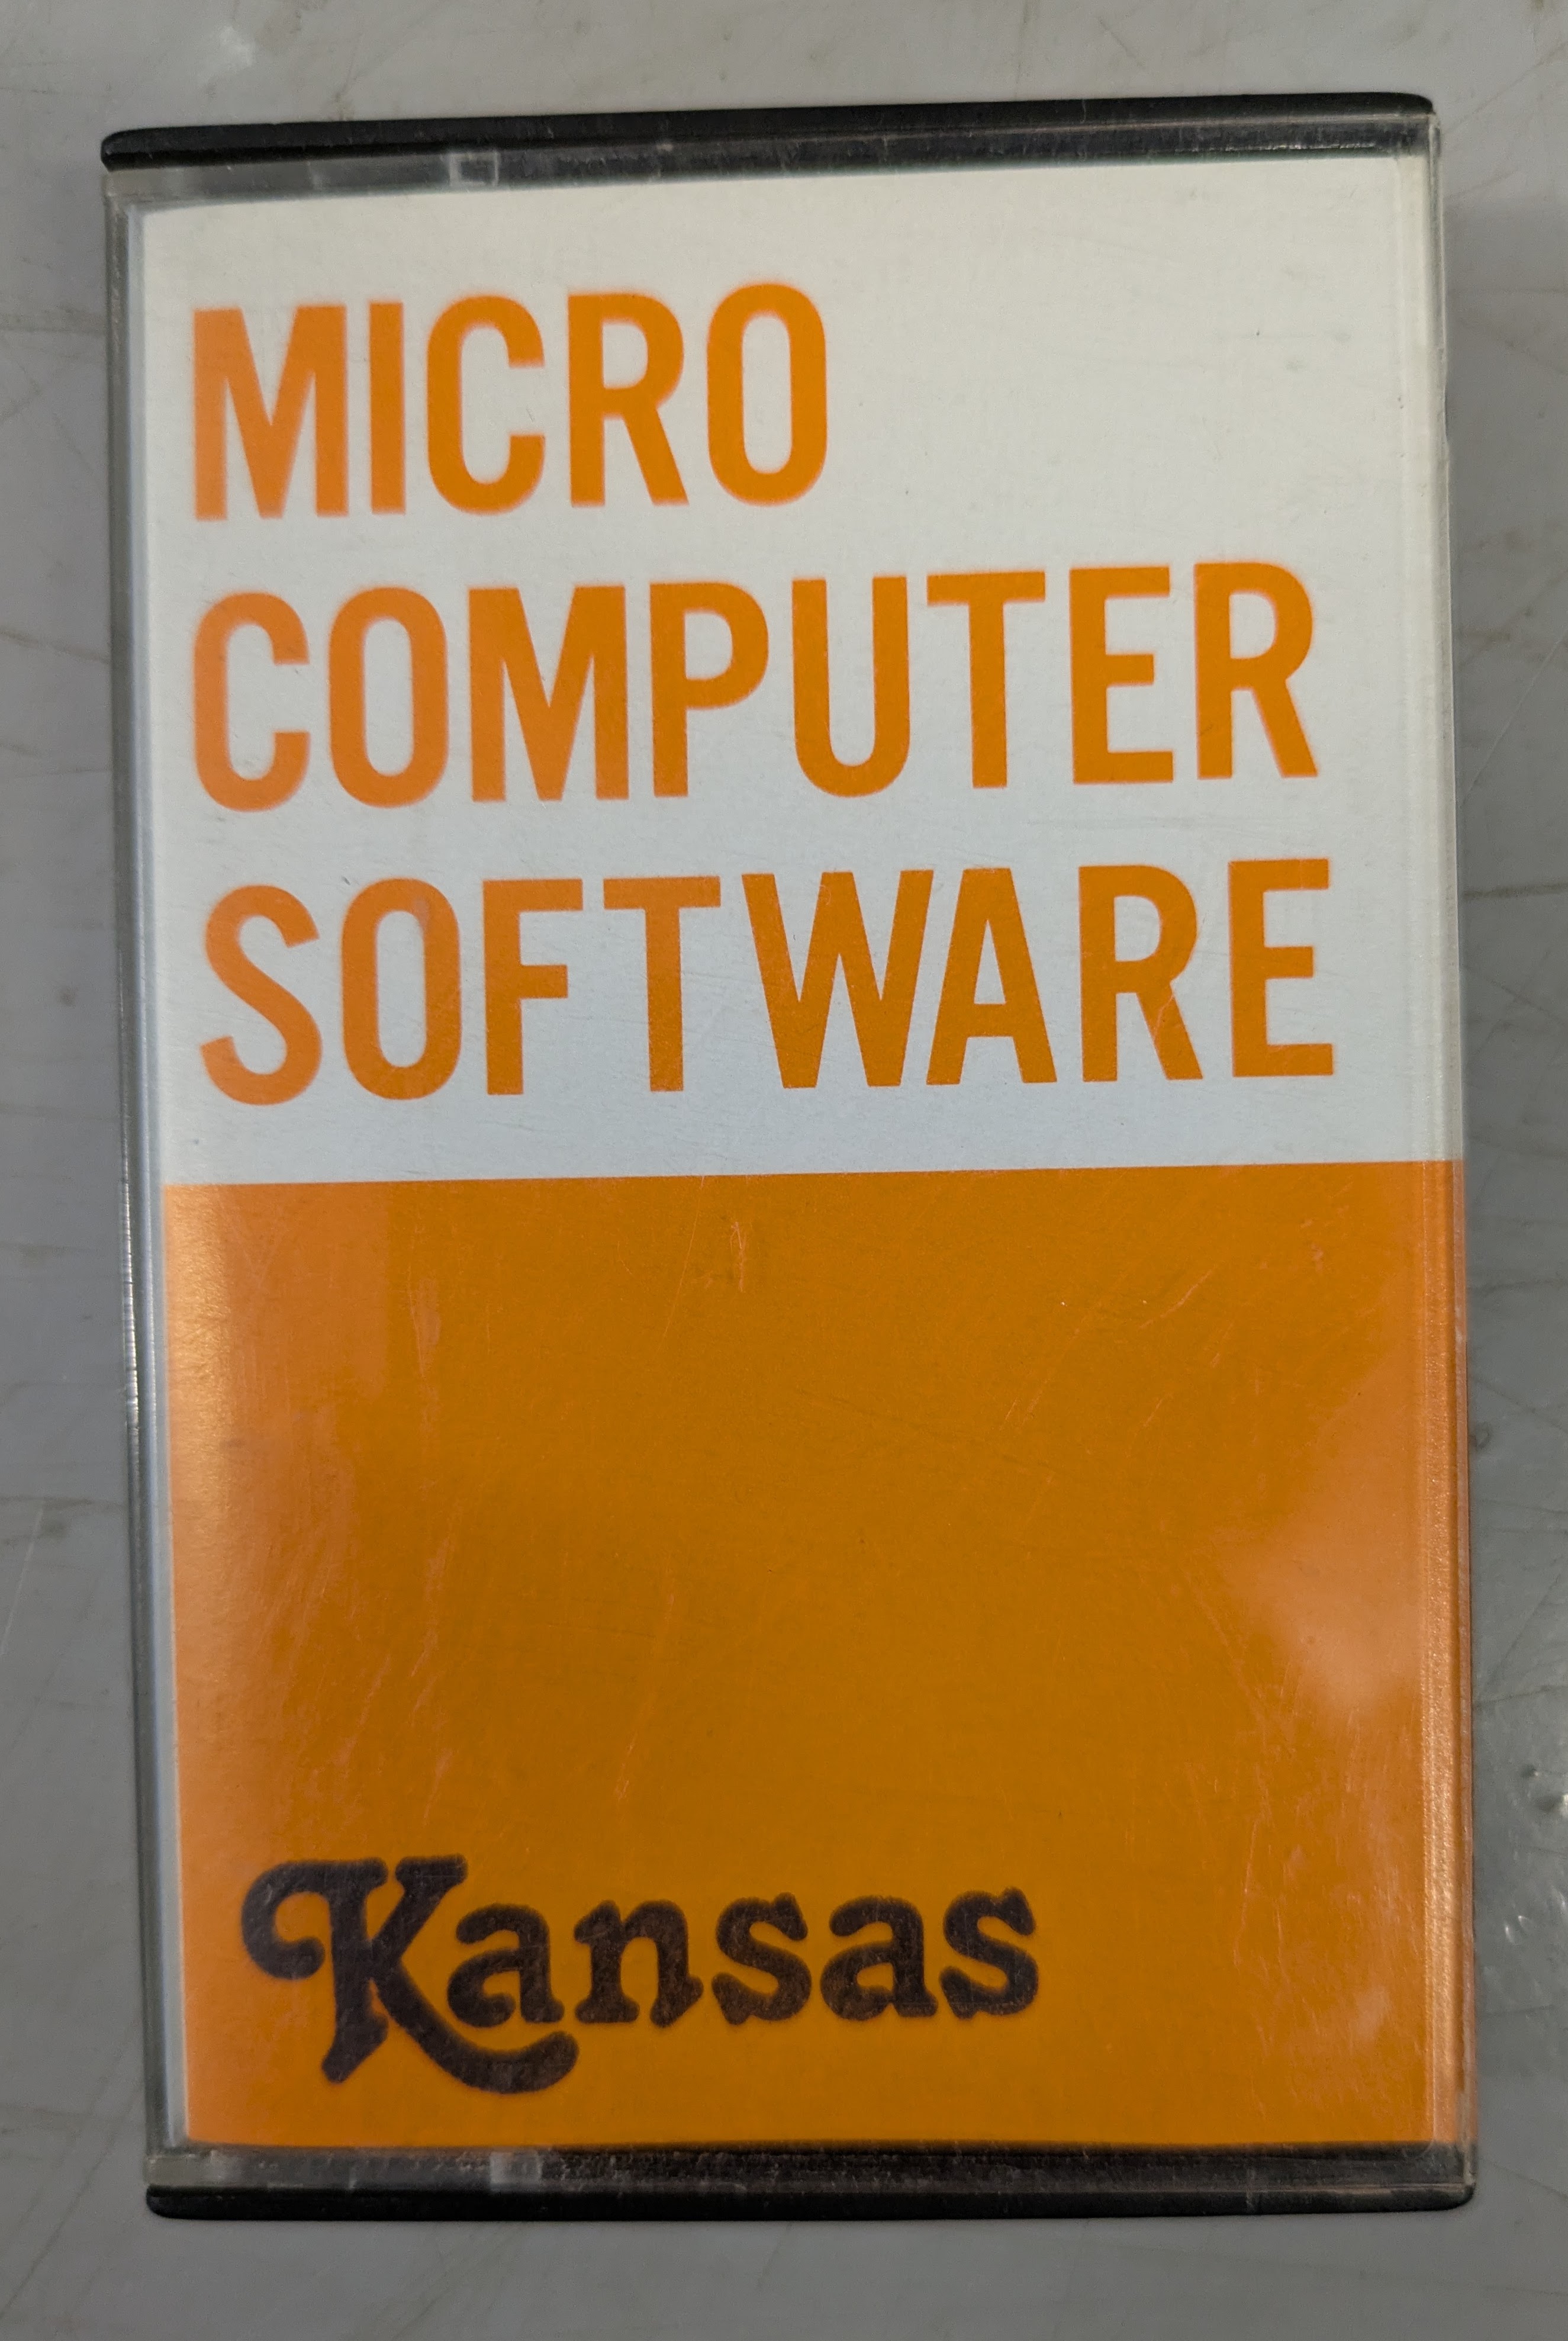 MICRO
COMPUTER
SOFTWARE
Kansas